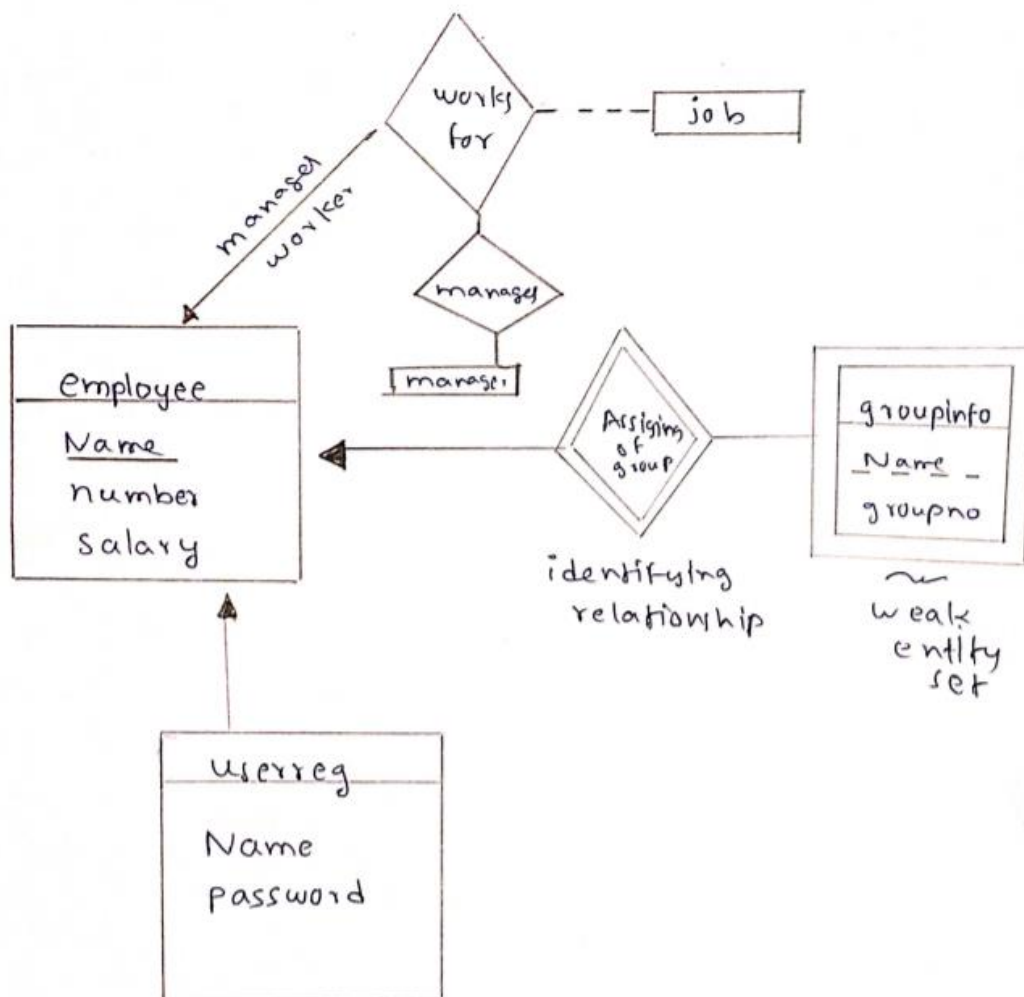 works
for
job
manager
worker
manages
manager
employee
Name
number
salary
Assiging
of
group
groupinfo
Name
groupno
identifying
relationship
weak
entity
set
userreg
Name
password